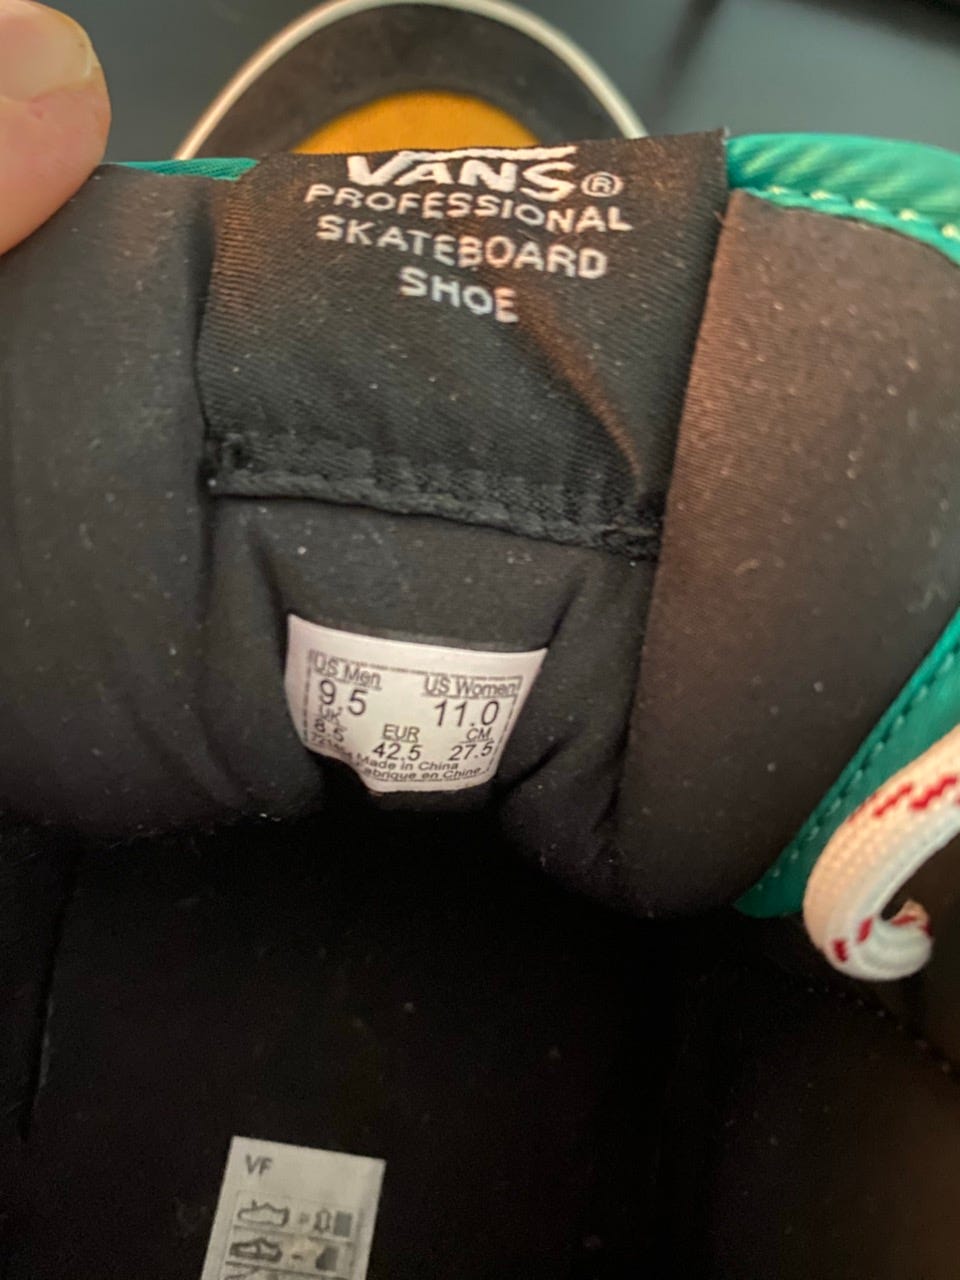 VANS®
PROFESSIONAL
SKATEBOARD
SHOE
US Men US Women
9.5 11.0
UK EUR CM
8.5 42.5 27.5
721454 Made in China
Fabrique en Chine
VF